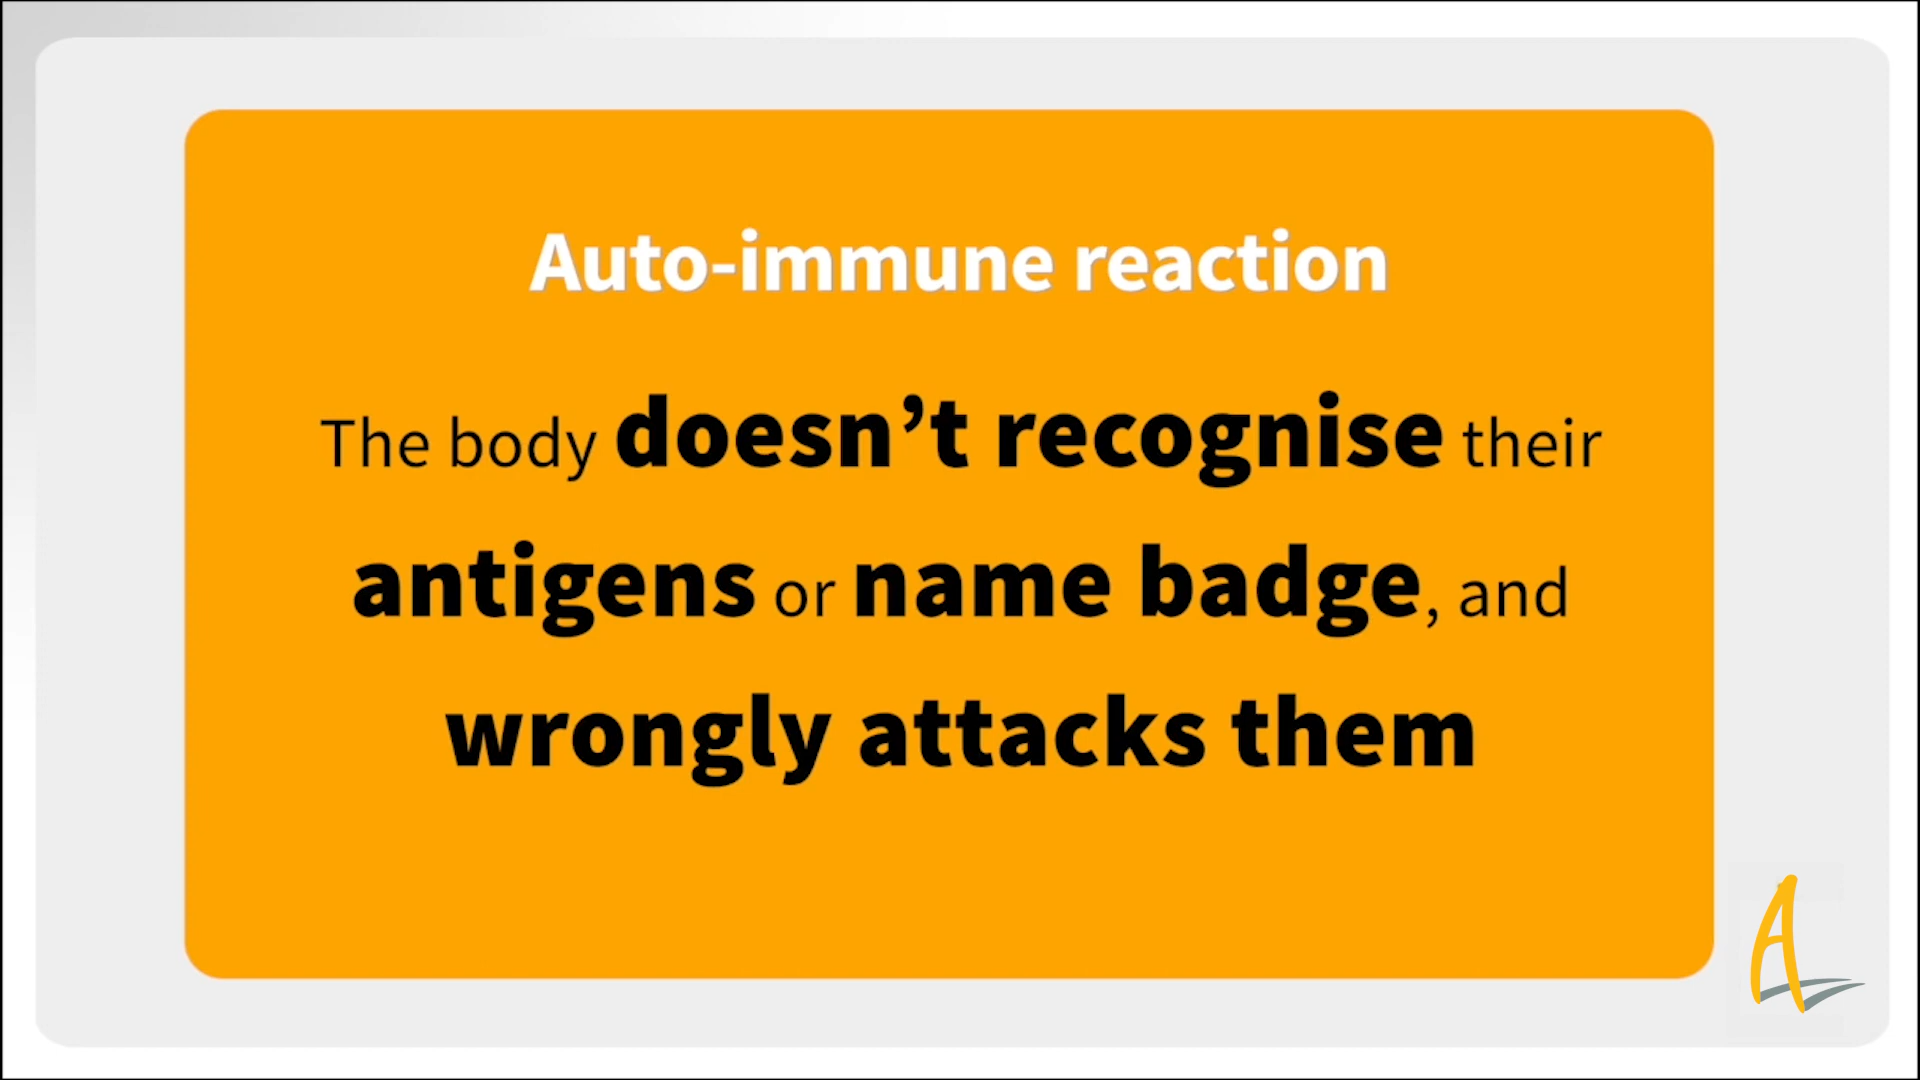 Auto-immune reaction
The body doesn’t recognise their
antigens or name badge, and
wrongly attacks them
A